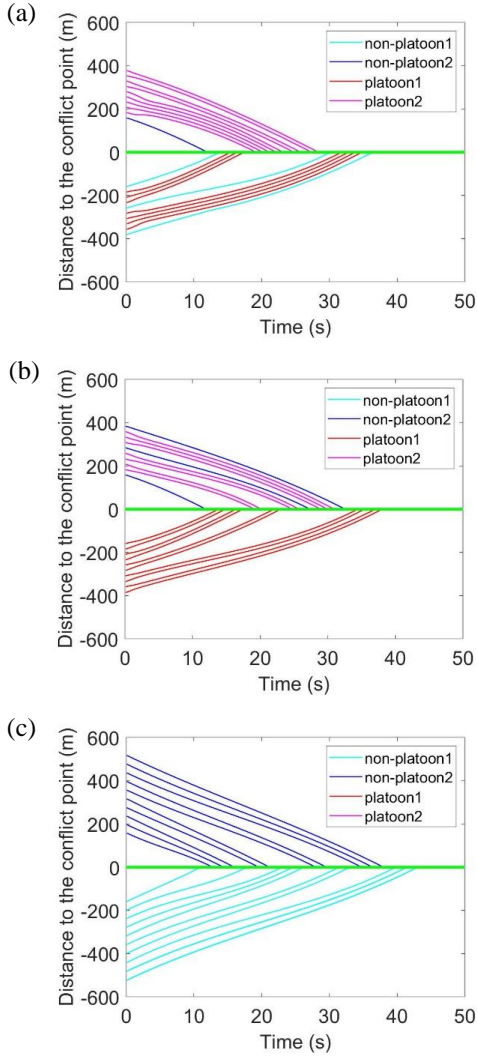 (a)
600
400
200
0
-200
-400
-600
Distance to the conflict point (m)
0 10 20 30 40 50
Time (s)
non-platoon1
non-platoon2
platoon1
platoon2
(b)
600
400
200
0
-200
-400
-600
Distance to the conflict point (m)
0 10 20 30 40 50
Time (s)
non-platoon1
non-platoon2
platoon1
platoon2
(c)
600
400
200
0
-200
-400
-600
Distance to the conflict point (m)
0 10 20 30 40 50
Time (s)
non-platoon1
non-platoon2
platoon1
platoon2